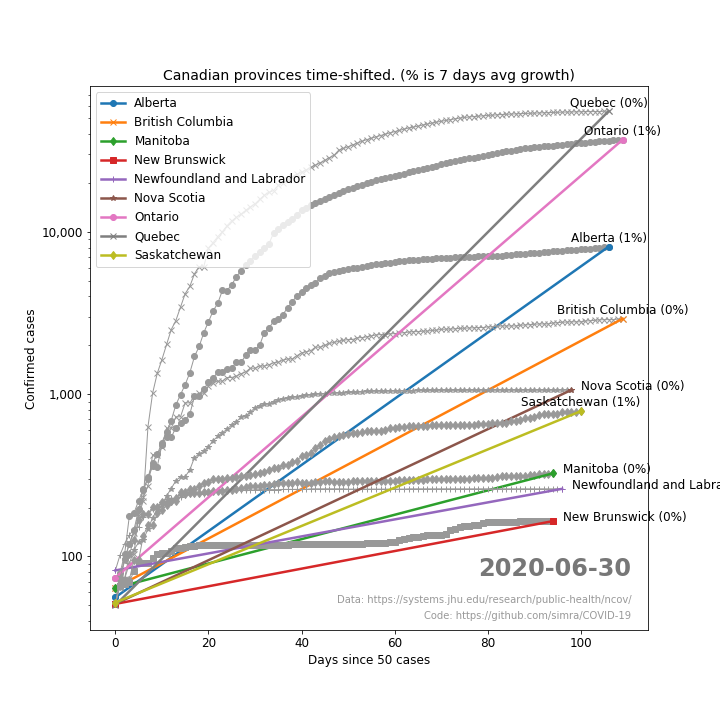 Canadian provinces time-shifted. (% is 7 days avg growth)
Alberta
British Columbia
Manitoba
New Brunswick
Newfoundland and Labrador
Nova Scotia
Ontario
Quebec
Saskatchewan
Quebec (0%)
Ontario (1%)
Alberta (1%)
British Columbia (0%)
Nova Scotia (0%)
Saskatchewan (1%)
Manitoba (0%)
Newfoundland and Labra
New Brunswick (0%)
10,000
1,000
100
Confirmed cases
2020-06-30
Data: https://systems.jhu.edu/research/public-health/ncov/
Code: https://github.com/simra/COVID-19
0 20 40 60 80 100
Days since 50 cases